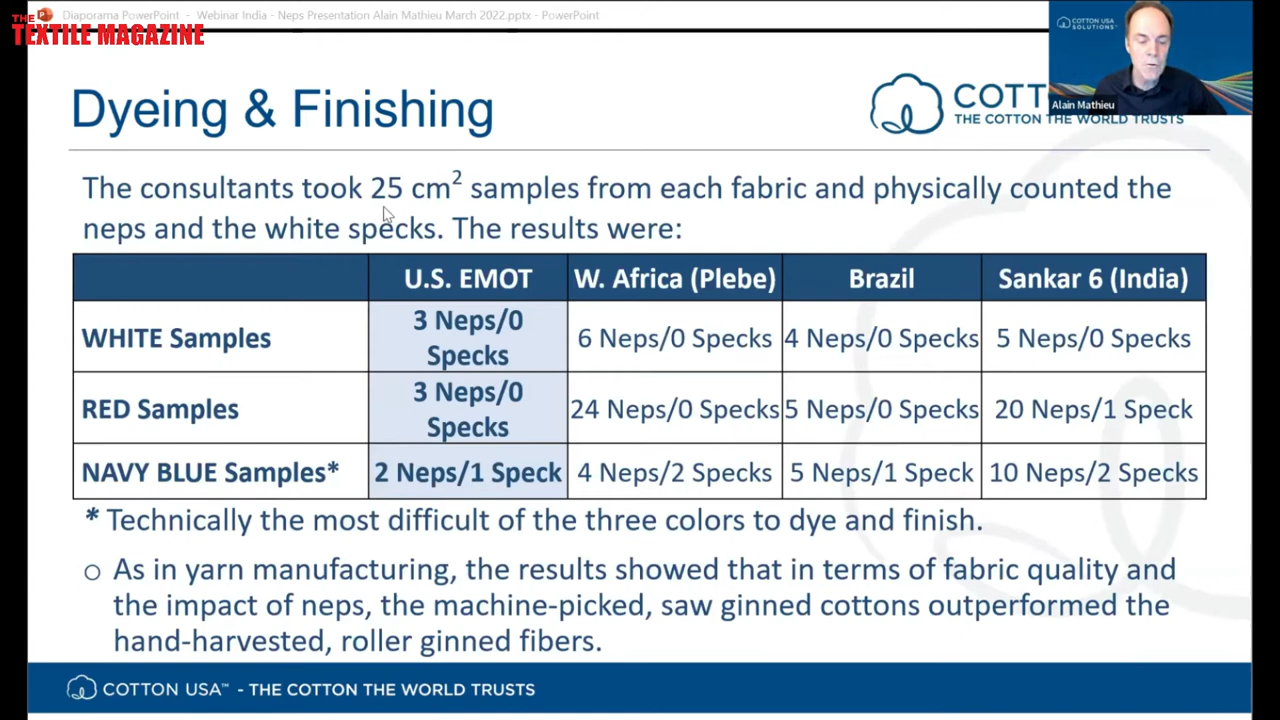 Diaporama PowerPoint - Webinar India - Neps Presentation Alain Mathieu March 2022.pptx - PowerPoint
THE
TEXTILE MAGAZINE
COTTON USA
SOLUTIONS™
Alain Mathieu
Dyeing & Finishing
COTT
THE COTTON THE WORLD TRUSTS
The consultants took 25 cm² samples from each fabric and physically counted the
neps and the white specks. The results were:
U.S. EMOT W. Africa (Plebe) Brazil Sankar 6 (India)
WHITE Samples 3 Neps/0 Specks 6 Neps/0 Specks 4 Neps/0 Specks 5 Neps/0 Specks
RED Samples 3 Neps/0 Specks 24 Neps/0 Specks 5 Neps/0 Specks 20 Neps/1 Speck
NAVY BLUE Samples* 2 Neps/1 Speck 4 Neps/2 Specks 5 Neps/1 Speck 10 Neps/2 Specks
* Technically the most difficult of the three colors to dye and finish.
o As in yarn manufacturing, the results showed that in terms of fabric quality and
the impact of neps, the machine-picked, saw ginned cottons outperformed the
hand-harvested, roller ginned fibers.
COTTON USA™ - THE COTTON THE WORLD TRUSTS